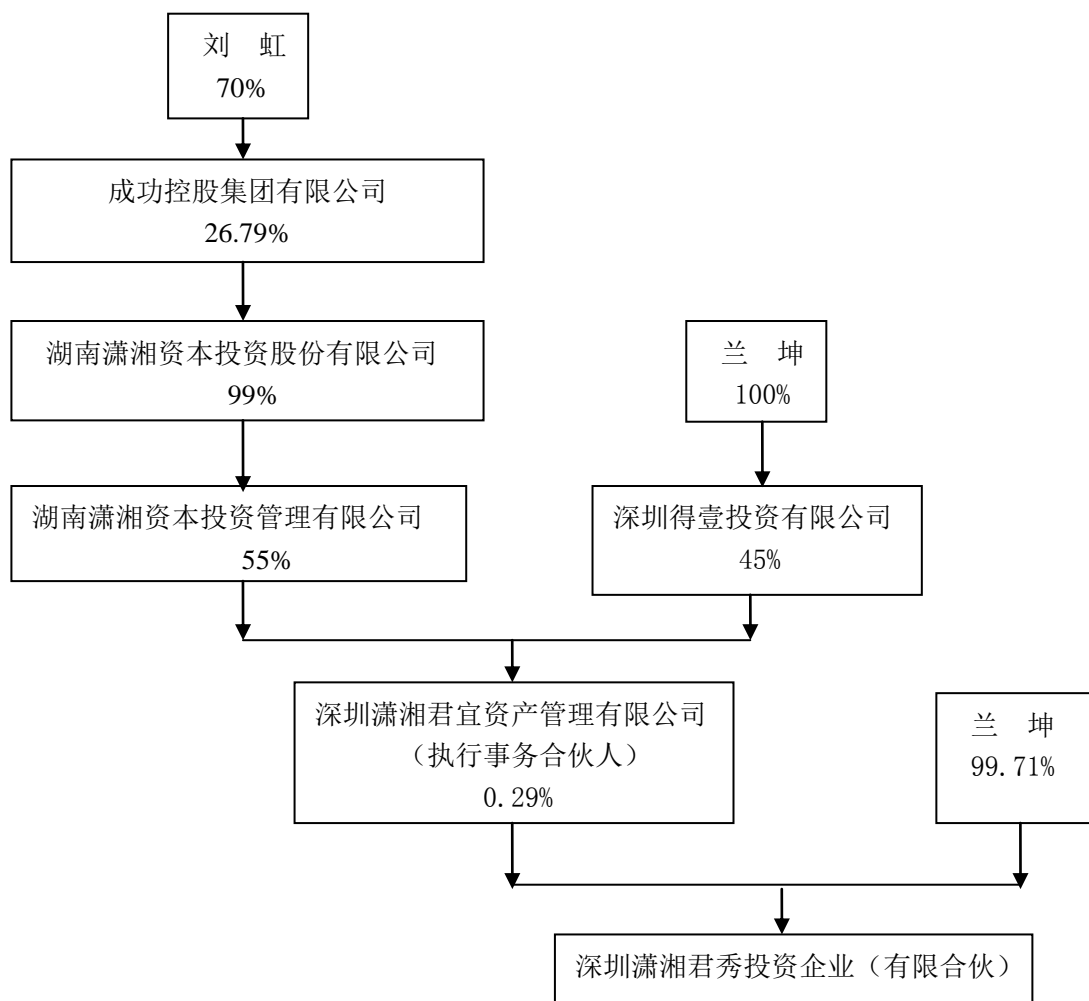 刘　虹
70%
成功控股集团有限公司
26.79%
湖南潇湘资本投资股份有限公司
99%
兰　坤
100%
湖南潇湘资本投资管理有限公司
55%
深圳得壹投资有限公司
45%
深圳潇湘君宜资产管理有限公司
（执行事务合伙人）
0.29%
兰　坤
99.71%
深圳潇湘君秀投资企业（有限合伙）